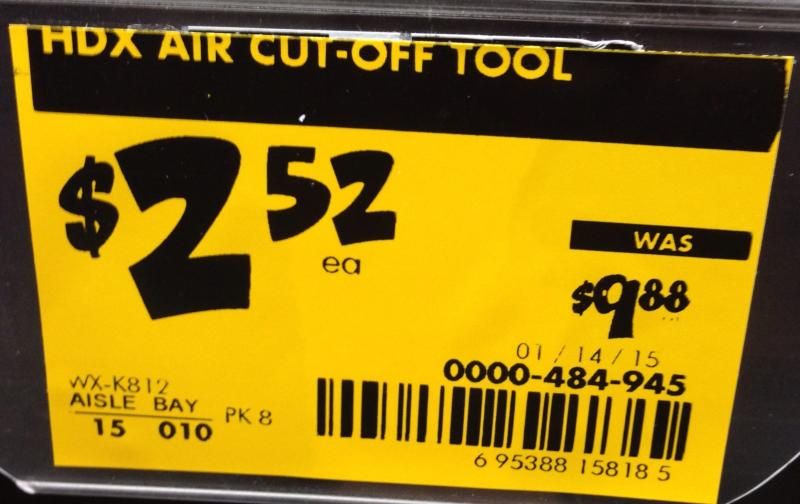 HDX AIR CUT-OFF TOOL
$2 52
ea
WAS
$9 88
01/14/15
0000-484-945
WX-K812
AISLE BAY
15 010
PK 8
6 95388 15818 5